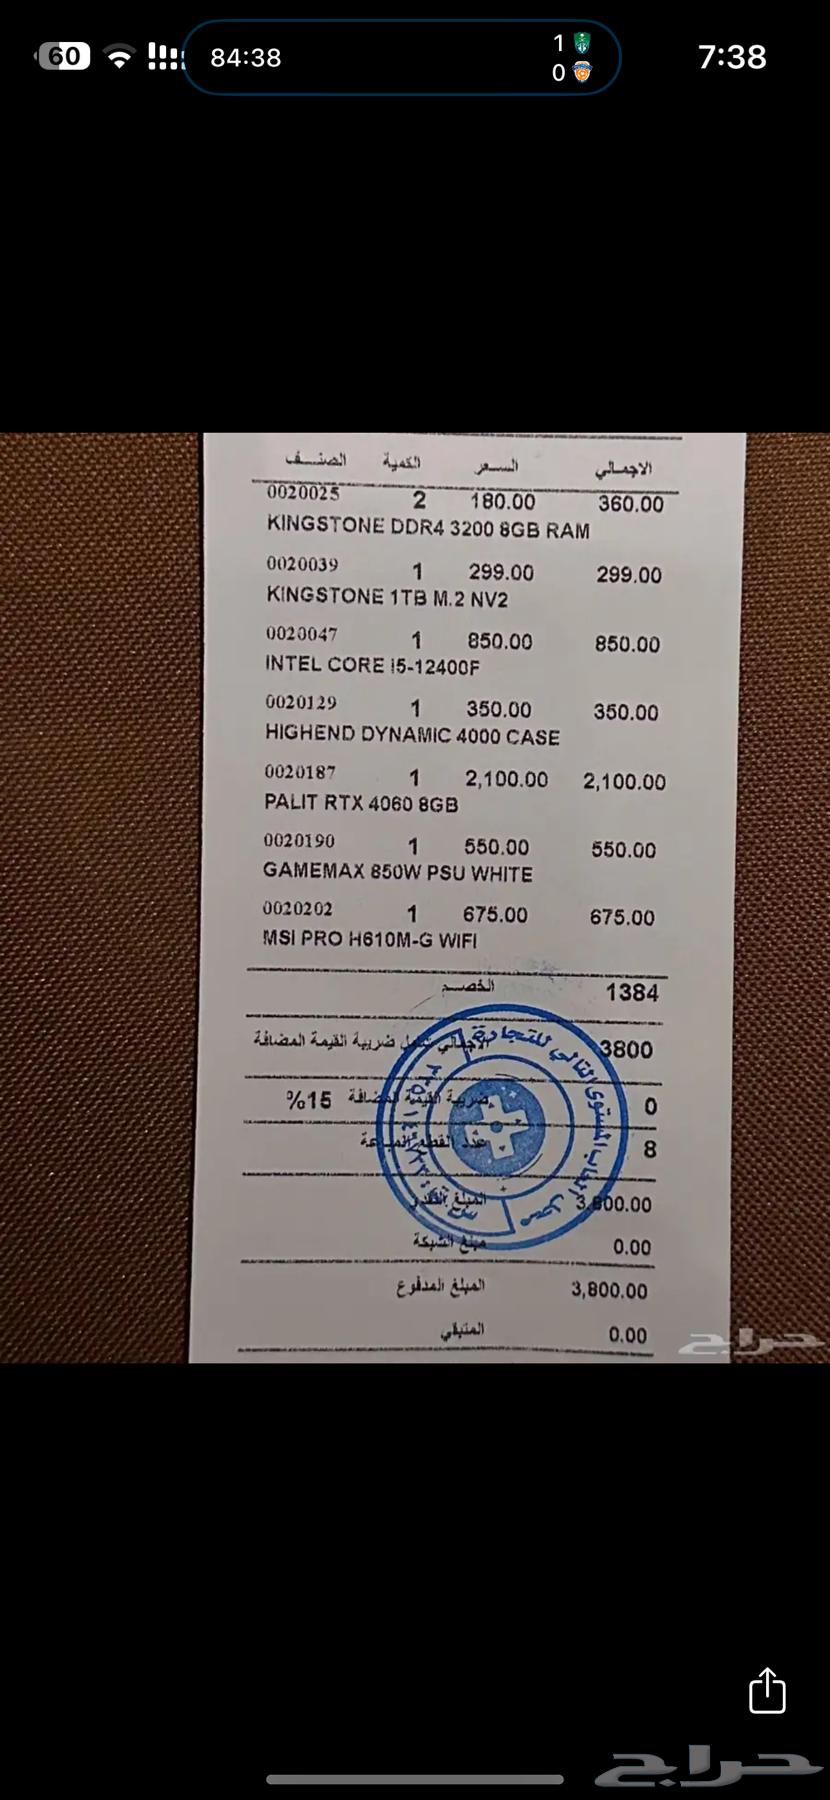 60
84:38
1
0
7:38
الصنف الكمية السعر الاجمالي
0020025 2 180.00 360.00
KINGSTONE DDR4 3200 8GB RAM
0020039 1 299.00 299.00
KINGSTONE 1TB M.2 NV2
0020047 1 850.00 850.00
INTEL CORE I5-12400F
0020129 1 350.00 350.00
HIGHEND DYNAMIC 4000 CASE
0020187 1 2,100.00 2,100.00
PALIT RTX 4060 8GB
0020190 1 550.00 550.00
GAMEMAX 850W PSU WHITE
0020202 1 675.00 675.00
MSI PRO H610M-G WIFI
الخصم 1384
الاجمالي شامل ضريبة القيمة المضافة 3800
ضريبة القيمة المضافة 15% 0
عدد القطع المباعة 8
المبلغ 3,800.00
مبلغ الشبكة 0.00
المبلغ المدفوع 3,800.00
المتبقي 0.00
المستوى التالي للتجارة
حراج
حراج